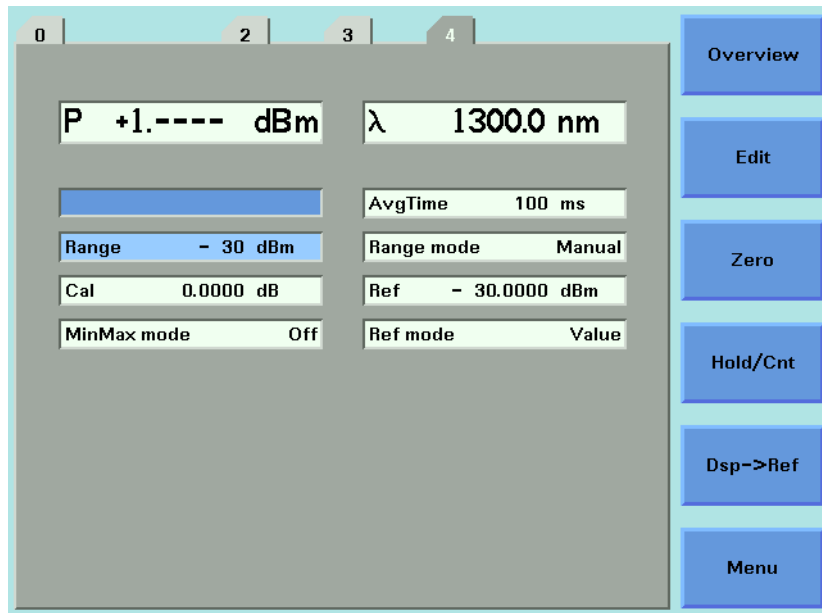 0 2 3 4
P +1.---- dBm λ 1300.0 nm
AvgTime 100 ms
Range - 30 dBm Range mode Manual
Cal 0.0000 dB Ref - 30.0000 dBm
MinMax mode Off Ref mode Value
Overview
Edit
Zero
Hold/Cnt
Dsp->Ref
Menu